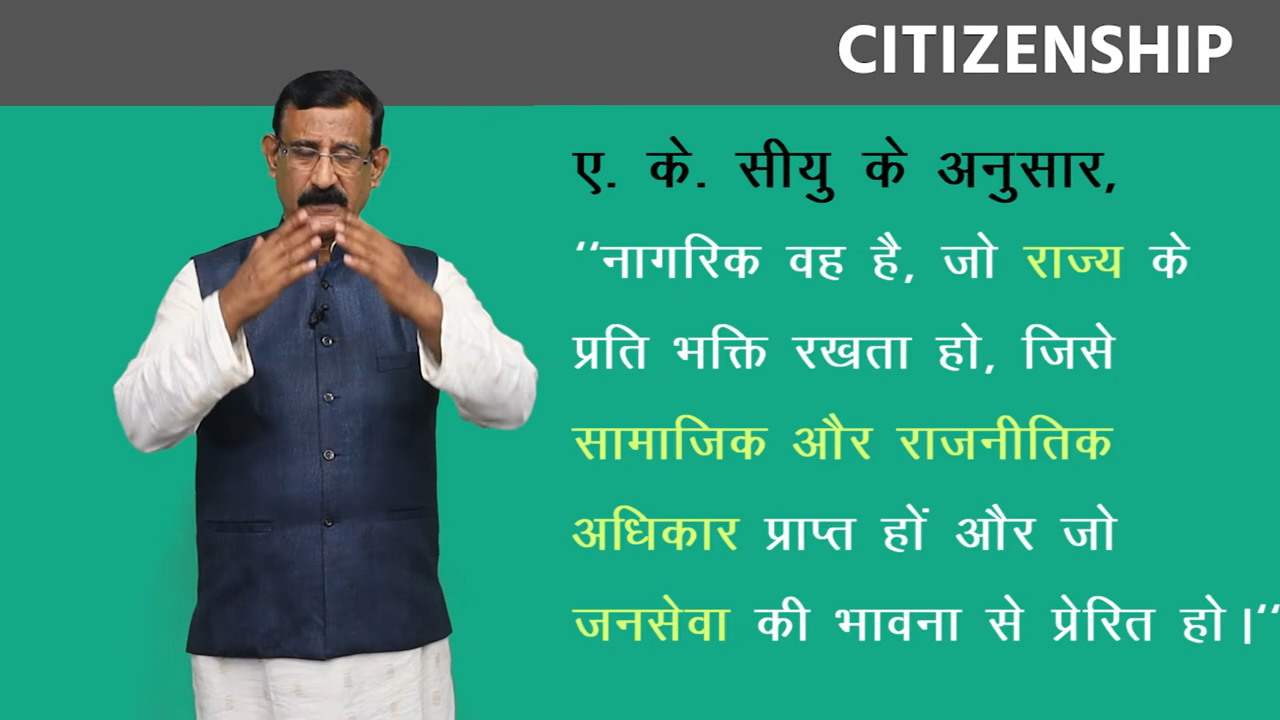 CITIZENSHIP
ए. के. सीयु के अनुसार,
‘‘नागरिक वह है, जो राज्य के
प्रति भक्ति रखता हो, जिसे
सामाजिक और राजनीतिक
अधिकार प्राप्त हों और जो
जनसेवा की भावना से प्रेरित हो।‘‘